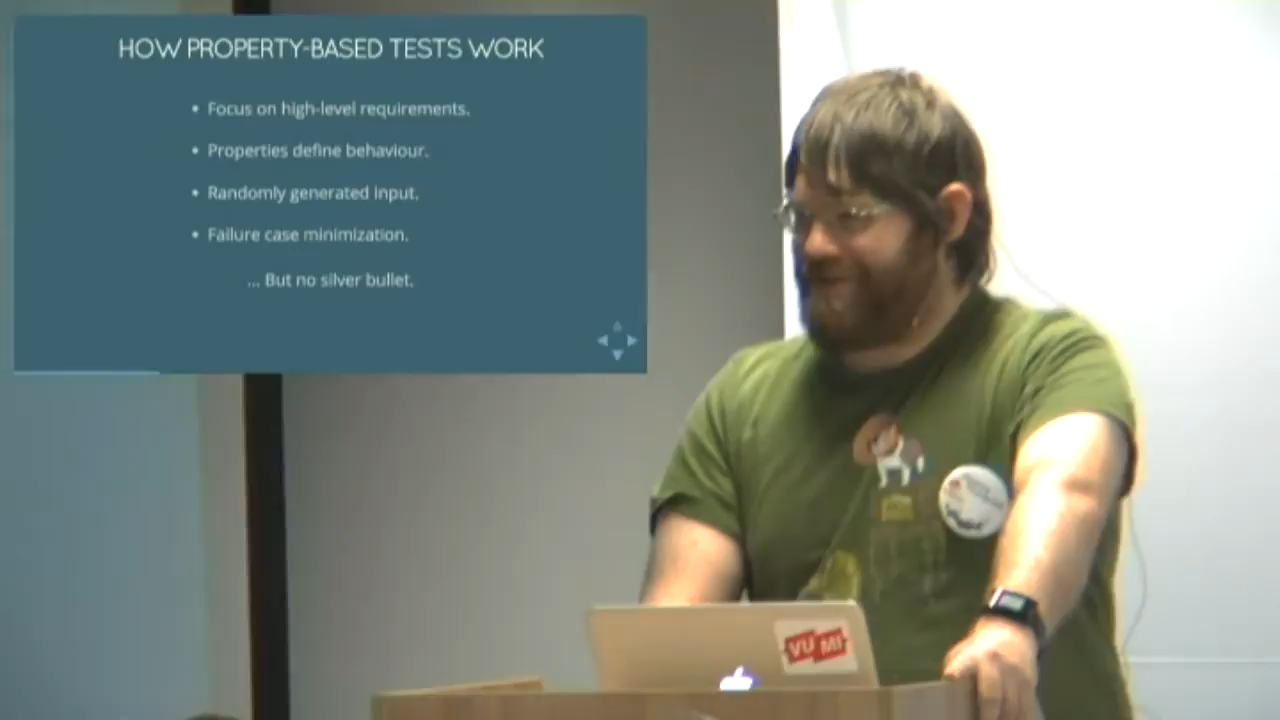 HOW PROPERTY-BASED TESTS WORK
• Focus on high-level requirements.
• Properties define behaviour.
• Randomly generated input.
• Failure case minimization.
... But no silver bullet.
VU MI